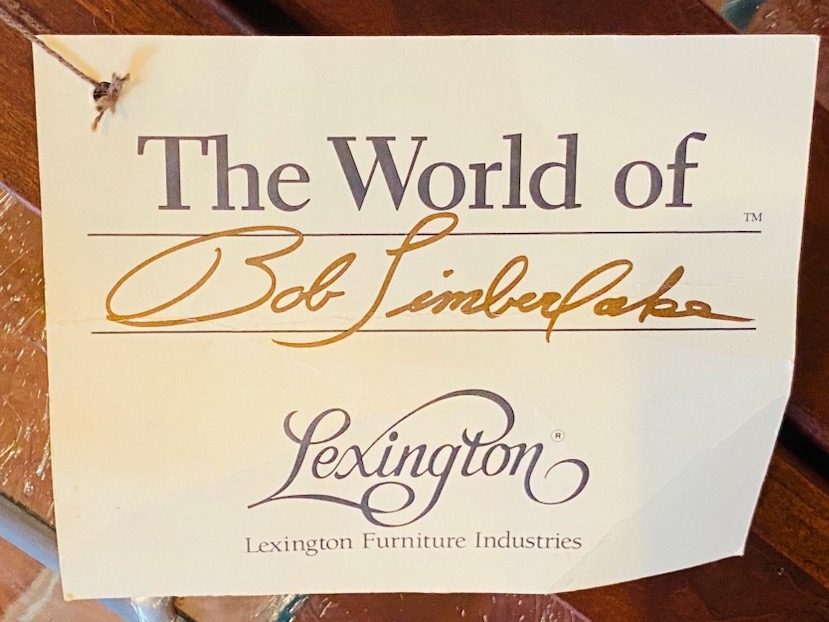 The World of
™
Bob Timberlake
Lexington®
Lexington Furniture Industries